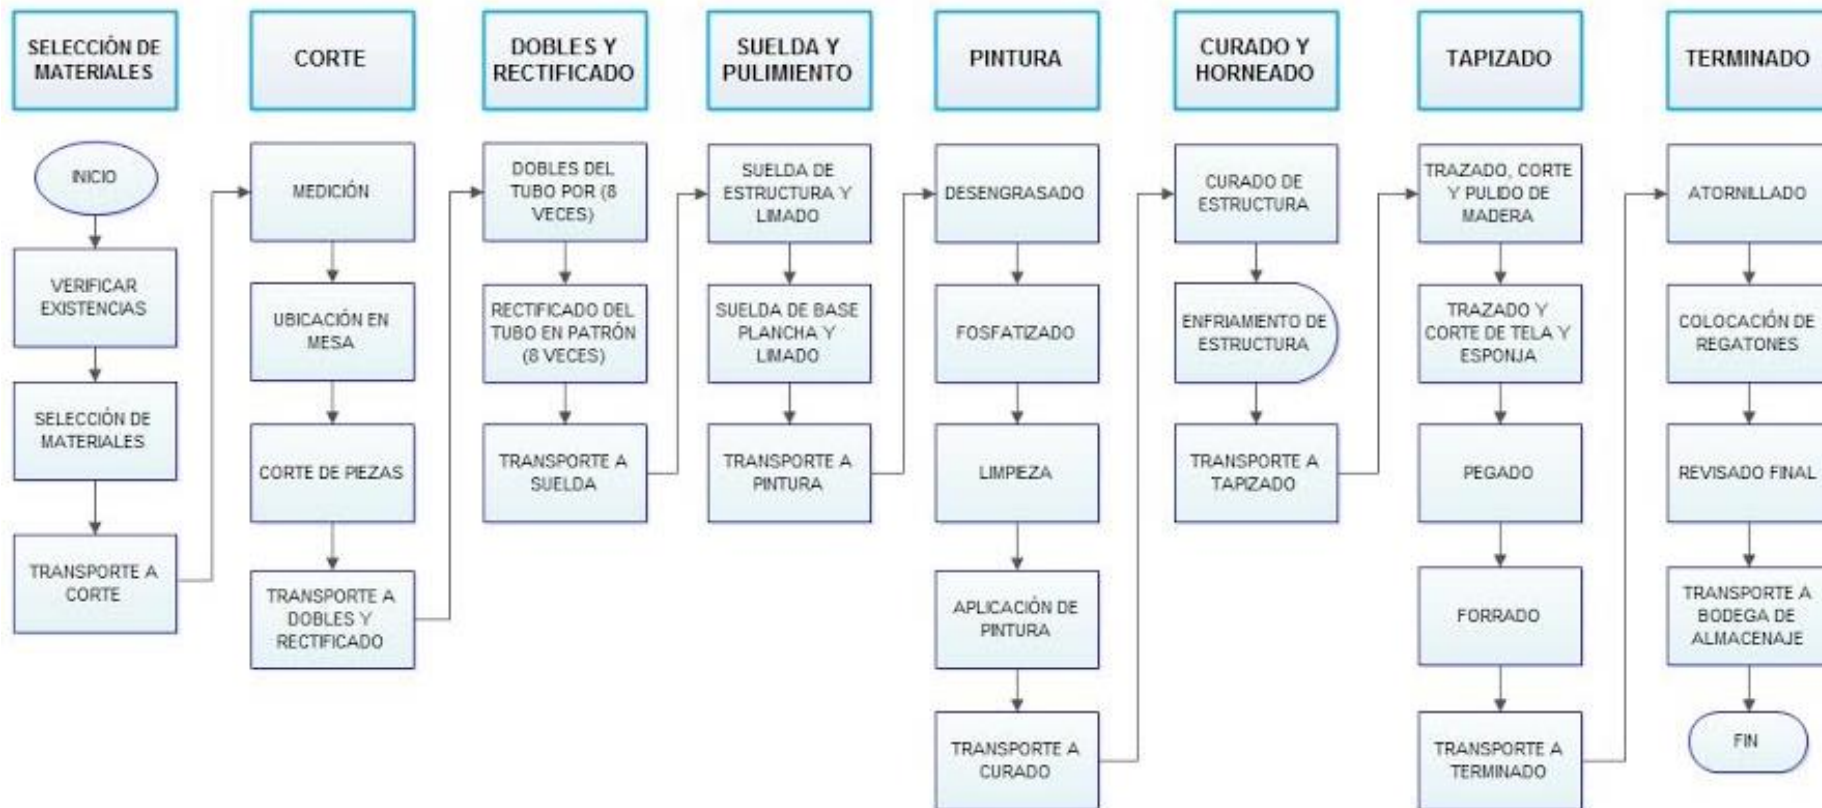 SELECCIÓN DE
MATERIALES
CORTE
DOBLES Y
RECTIFICADO
SUELDA Y
PULIMIENTO
PINTURA
CURADO Y
HORNEADO
TAPIZADO
TERMINADO
INICIO
VERIFICAR
EXISTENCIAS
SELECCIÓN DE
MATERIALES
TRANSPORTE A
CORTE
MEDICIÓN
UBICACIÓN EN
MESA
CORTE DE PIEZAS
TRANSPORTE A
DOBLES Y
RECTIFICADO
DOBLES DEL
TUBO POR (8
VECES)
RECTIFICADO DEL
TUBO EN PATRÓN
(8 VECES)
TRANSPORTE A
SUELDA
SUELDA DE
ESTRUCTURA Y
LIMADO
SUELDA DE BASE
PLANCHA Y
LIMADO
TRANSPORTE A
PINTURA
DESENGRASADO
FOSFATIZADO
LIMPIEZA
APLICACIÓN DE
PINTURA
TRANSPORTE A
CURADO
CURADO DE
ESTRUCTURA
ENFRIAMIENTO DE
ESTRUCTURA
TRANSPORTE A
TAPIZADO
TRAZADO, CORTE
Y PULIDO DE
MADERA
TRAZADO Y
CORTE DE TELA Y
ESPONJA
PEGADO
FORRADO
TRANSPORTE A
TERMINADO
ATORNILLADO
COLOCACIÓN DE
REGATONES
REVISADO FINAL
TRANSPORTE A
BODEGA DE
ALMACENAJE
FIN